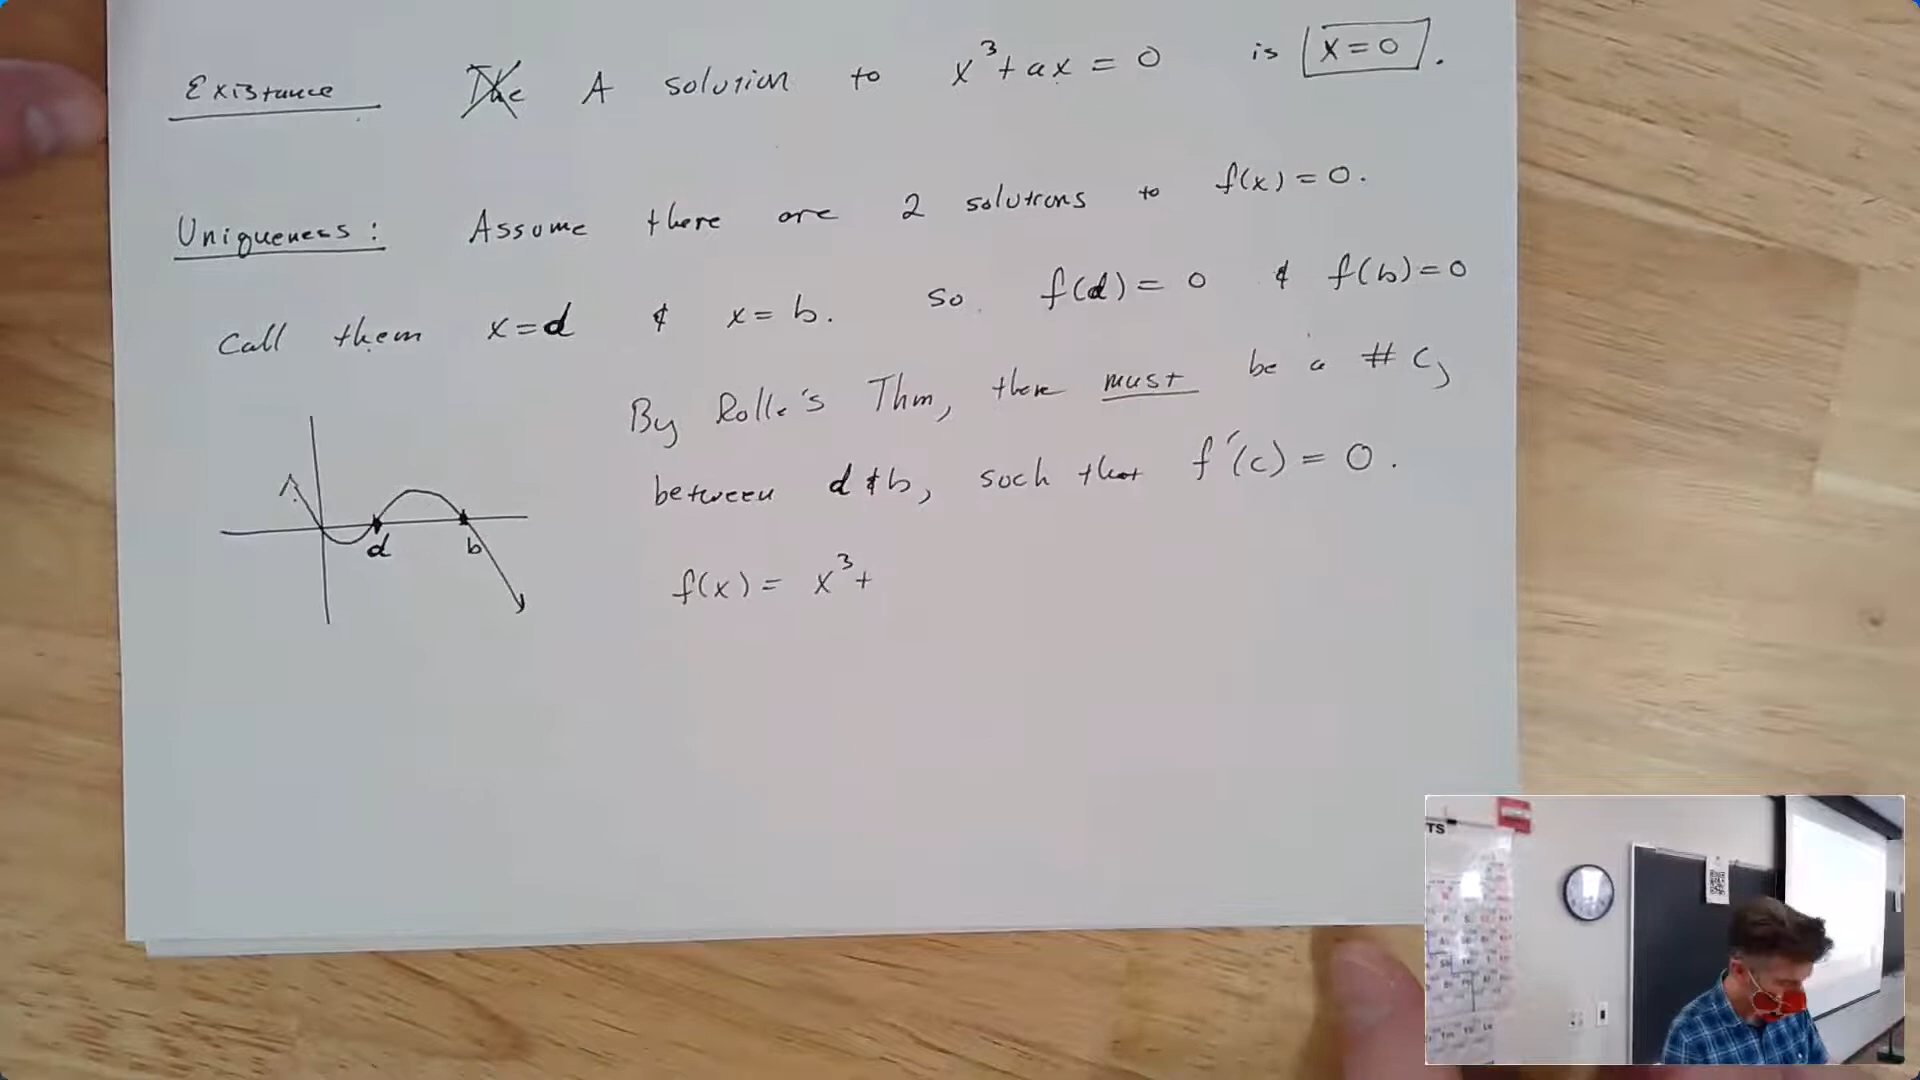 Existance The A solution to x³+ax = 0 is x=0 .
Uniqueness: Assume there are 2 solutions to f(x)=0.
Call them x=d & x=b. so f(d)=0 & f(b)=0
By Rolle's Thm, there must be a # c,
between d & b, such that f'(c) = 0.
d b
f(x) = x³+
TS